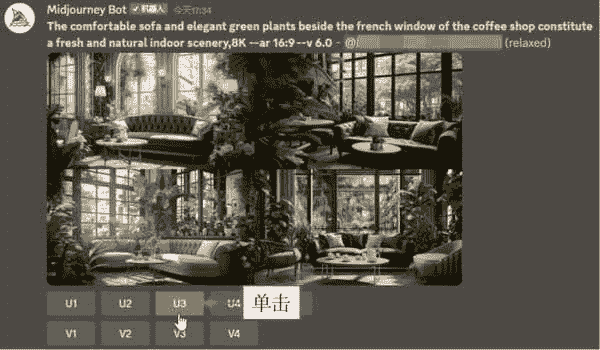 Midjourney Bot ✓机器人 今天17:34
The comfortable sofa and elegant green plants beside the french window of the coffee shop constitute
a fresh and natural indoor scenery,8K --ar 16:9 --v 6.0 - @ (relaxed)
U1 U2 U3 U4 单击
V1 V2 V3 V4